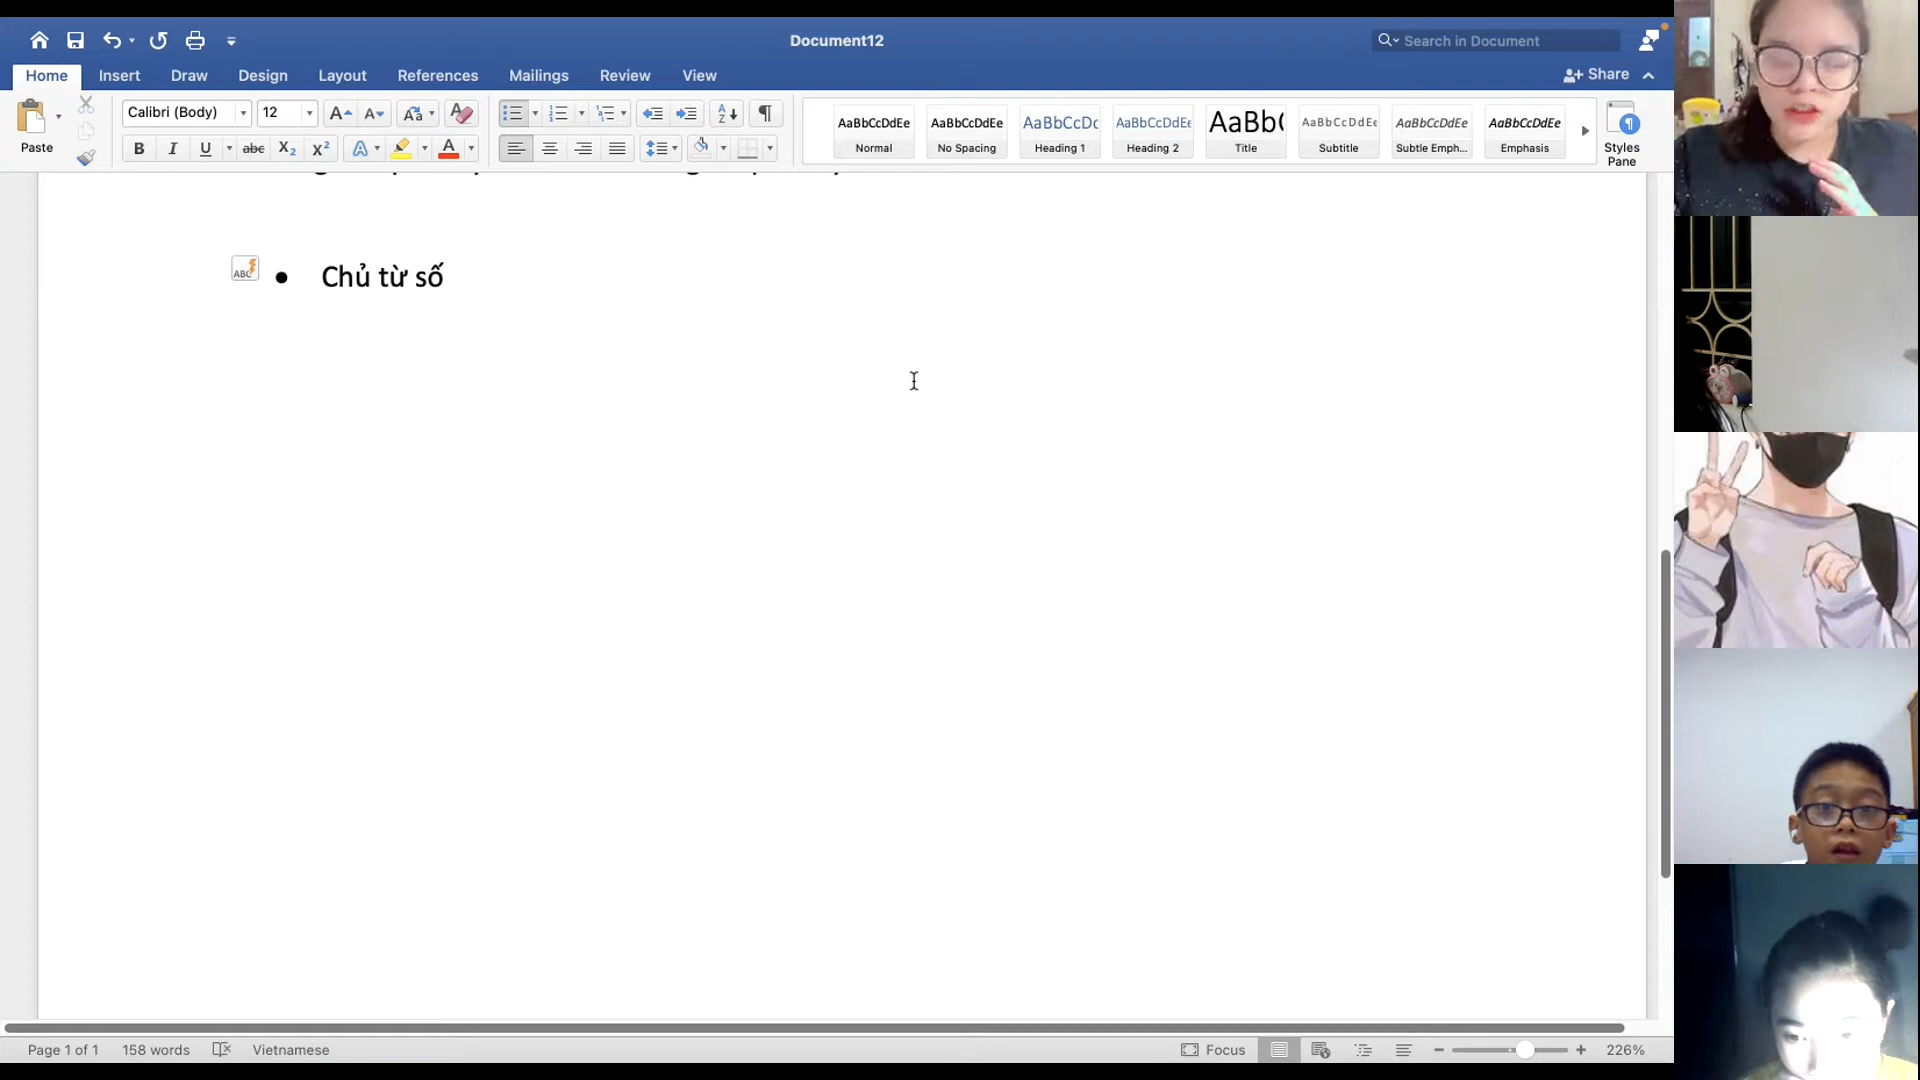 Document12
Search in Document
Home Insert Draw Design Layout References Mailings Review View
Share
Paste
Calibri (Body) 12
AaBbCcDdEe AaBbCcDdEe AaBbCcDc AaBbCcDdEe AaBb( AaBbCcDdEe AaBbCcDdEe AaBbCcDdEe
Normal No Spacing Heading 1 Heading 2 Title Subtitle Subtle Emph... Emphasis
Styles
Pane
ABC
• Chủ từ số
Page 1 of 1 158 words Vietnamese
Focus
226%